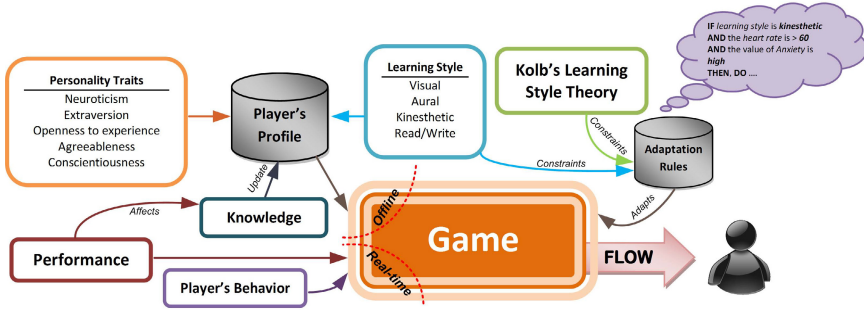 IF learning style is kinesthetic
AND the heart rate is > 60
AND the value of Anxiety is
high
THEN, DO ....
Personality Traits
Neuroticism
Extraversion
Openness to experience
Agreeableness
Conscientiousness
Player's
Profile
Learning Style
Visual
Aural
Kinesthetic
Read/Write
Kolb's Learning
Style Theory
Constraints
Constraints
Adaptation
Rules
Update
Affects
Knowledge
Offline
Adapts
Game
Performance
Real-time
FLOW
Player's Behavior